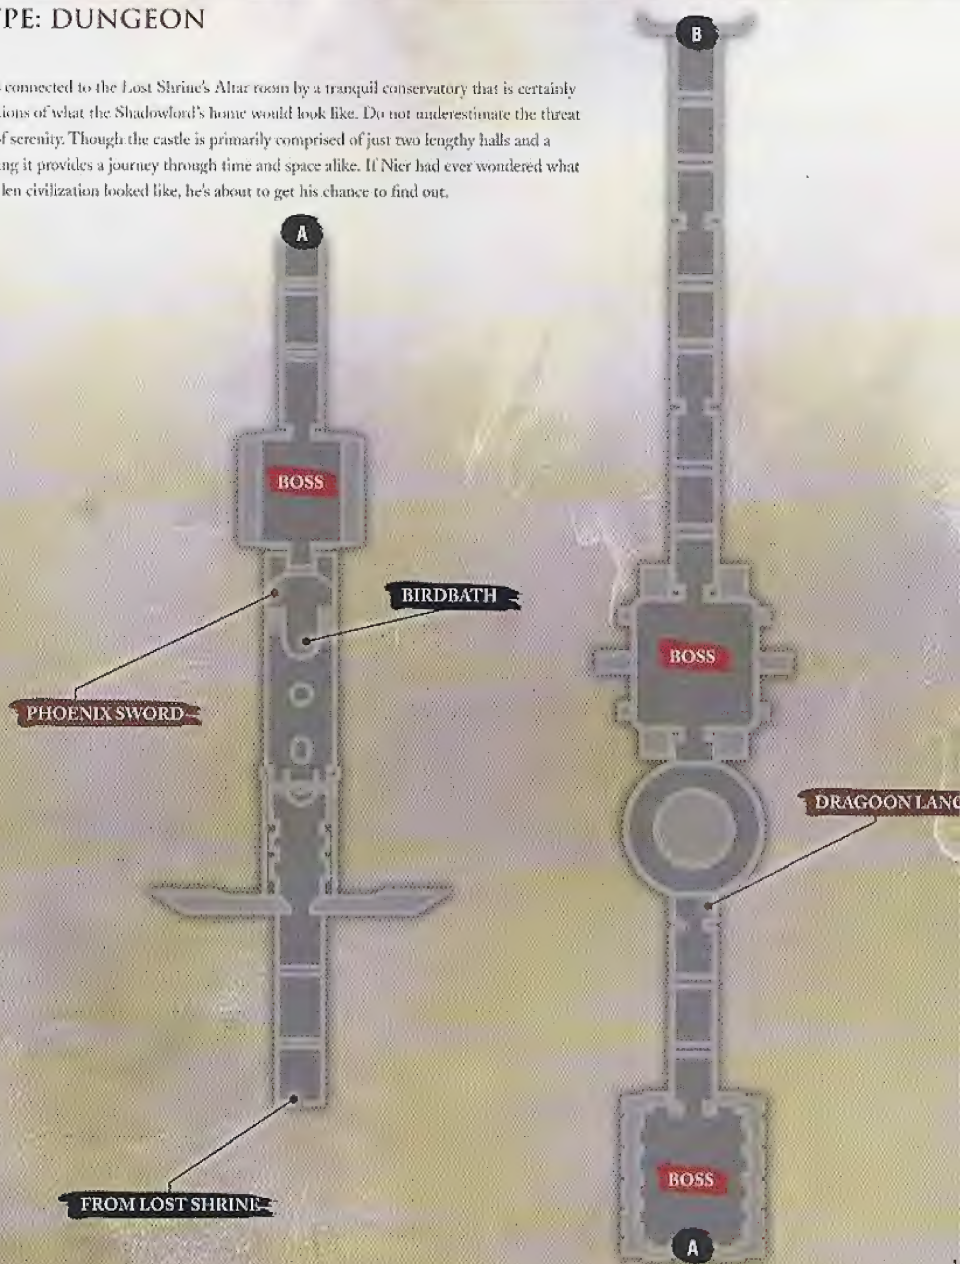 PE: DUNGEON
connected to the Lost Shrine's Altar room by a tranquil conservatory that is certainly
tions of what the Shadowlord's home would look like. Do not underestimate the threat
f serenity. Though the castle is primarily comprised of just two lengthy halls and a
ng it provides a journey through time and space alike. If Nier had ever wondered what
len civilization looked like, he's about to get his chance to find out.
B
A
BOSS
BIRDBATH
PHOENIX SWORD
BOSS
DRAGOON LANC
FROM LOST SHRINE
BOSS
A